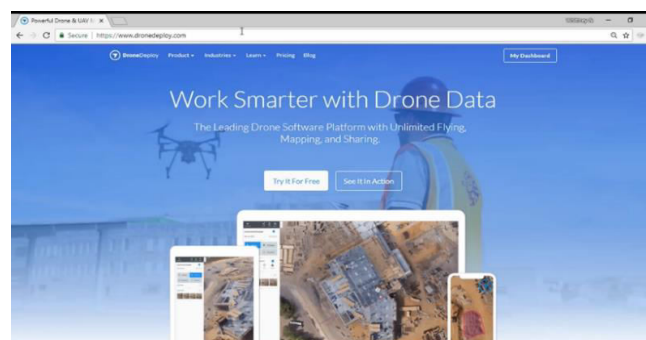 Powerful Drone & UAV
Secure | https://www.dronedeploy.com
DroneDeploy Product Industries Learn Pricing Blog My Dashboard
Work Smarter with Drone Data
The Leading Drone Software Platform with Unlimited Flying,
Mapping, and Sharing.
Try It For Free See It In Action